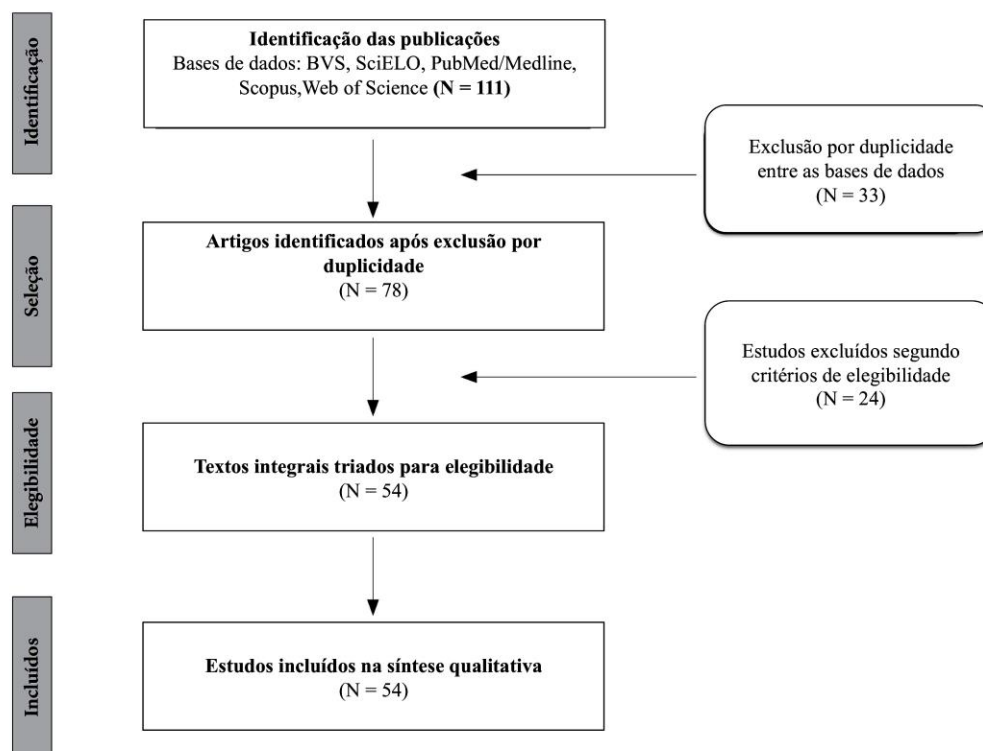 Identificação
Identificação das publicações
Bases de dados: BVS, SciELO, PubMed/Medline,
Scopus,Web of Science (N = 111)
Exclusão por duplicidade
entre as bases de dados
(N = 33)
Seleção
Artigos identificados após exclusão por
duplicidade
(N = 78)
Estudos excluídos segundo
critérios de elegibilidade
(N = 24)
Elegibilidade
Textos integrais triados para elegibilidade
(N = 54)
Incluídos
Estudos incluídos na síntese qualitativa
(N = 54)